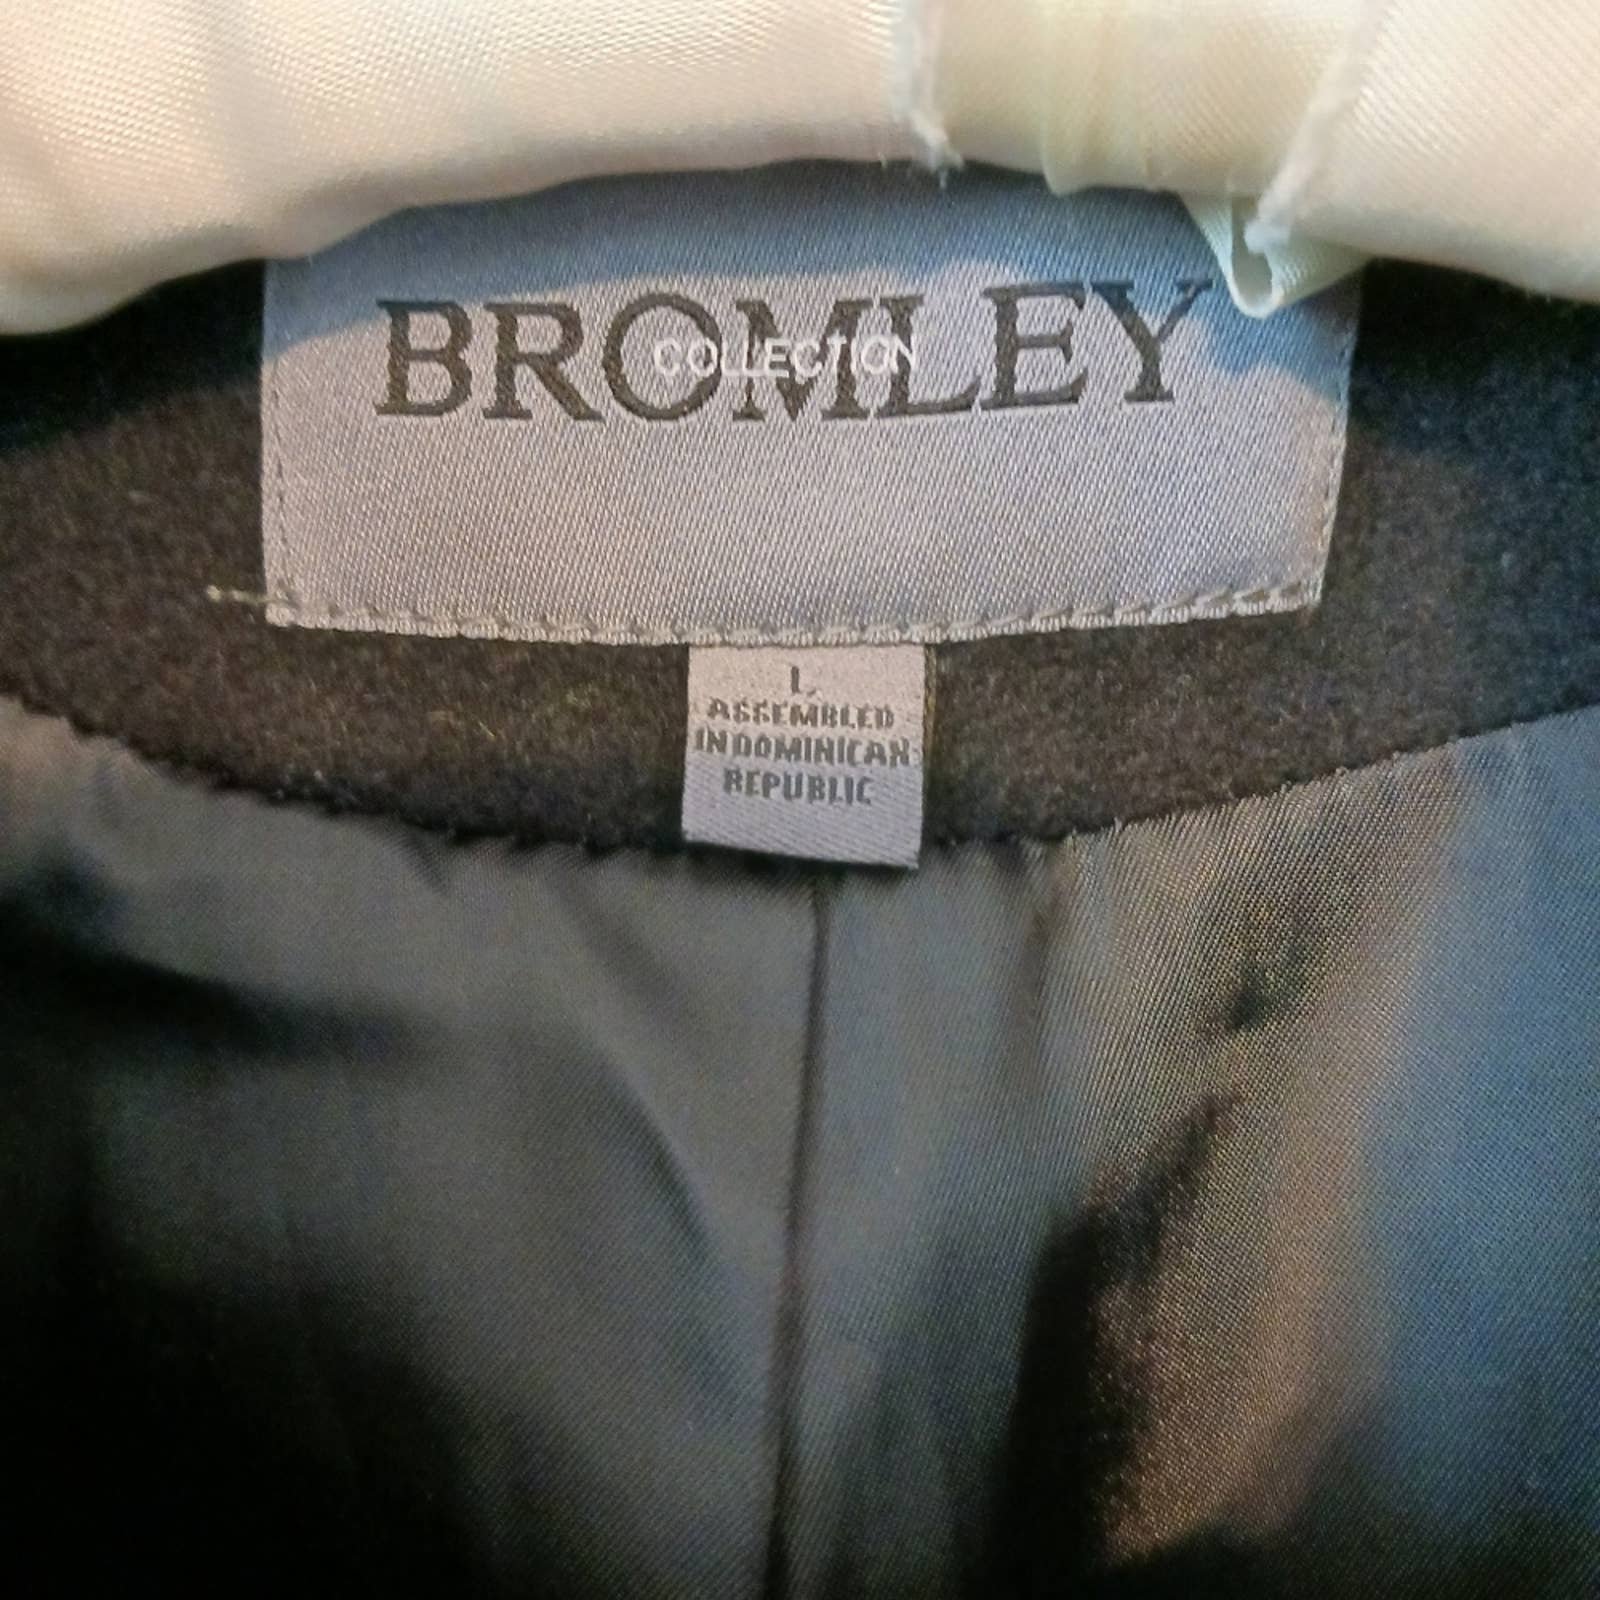 BROMLEY
COLLECTION
L
ASSEMBLED
IN DOMINICAN
REPUBLIC